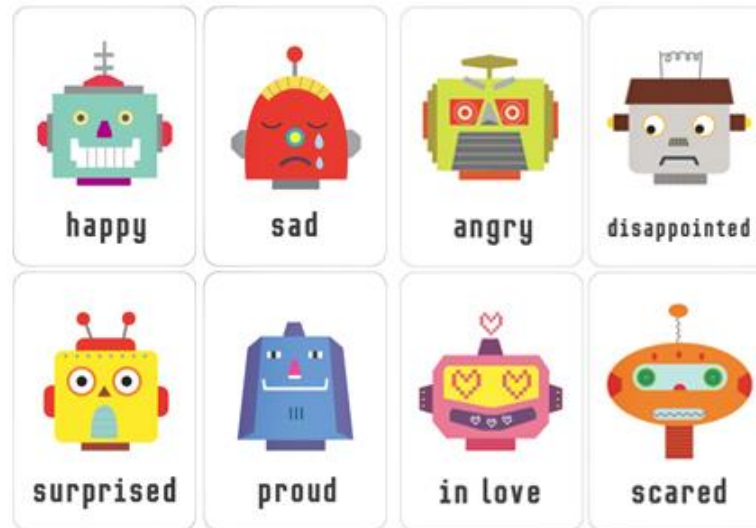 happy
sad
angry
disappointed
surprised
proud
in love
scared